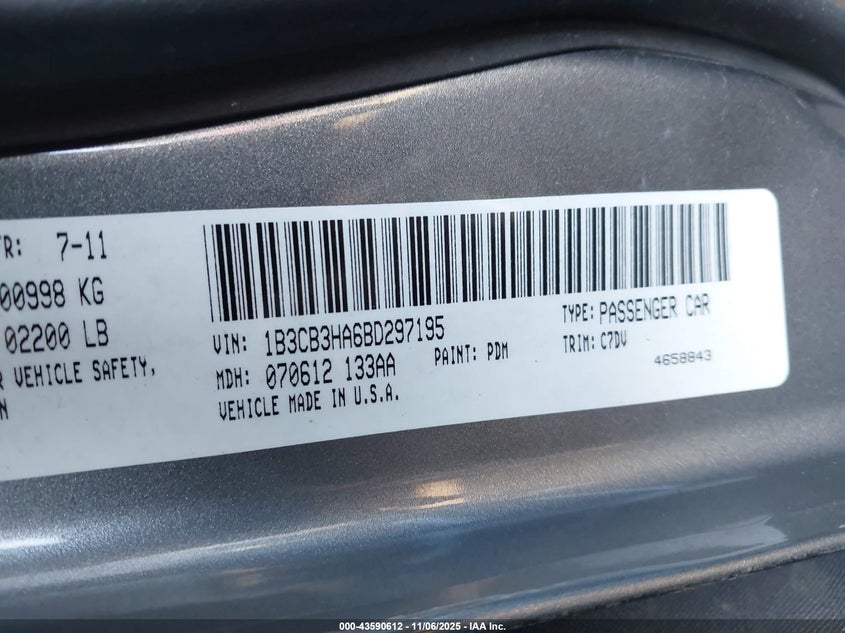 FR: 7-11
00998 KG
02200 LB
R VEHICLE SAFETY,
N
VIN: 1B3CB3HA6BD297195
TYPE: PASSENGER CAR
MDH: 070612 133AA
PAINT: PDM
TRIM: C7DV
VEHICLE MADE IN U.S.A.
4658843
000-43590612 - 11/06/2025 - IAA Inc.